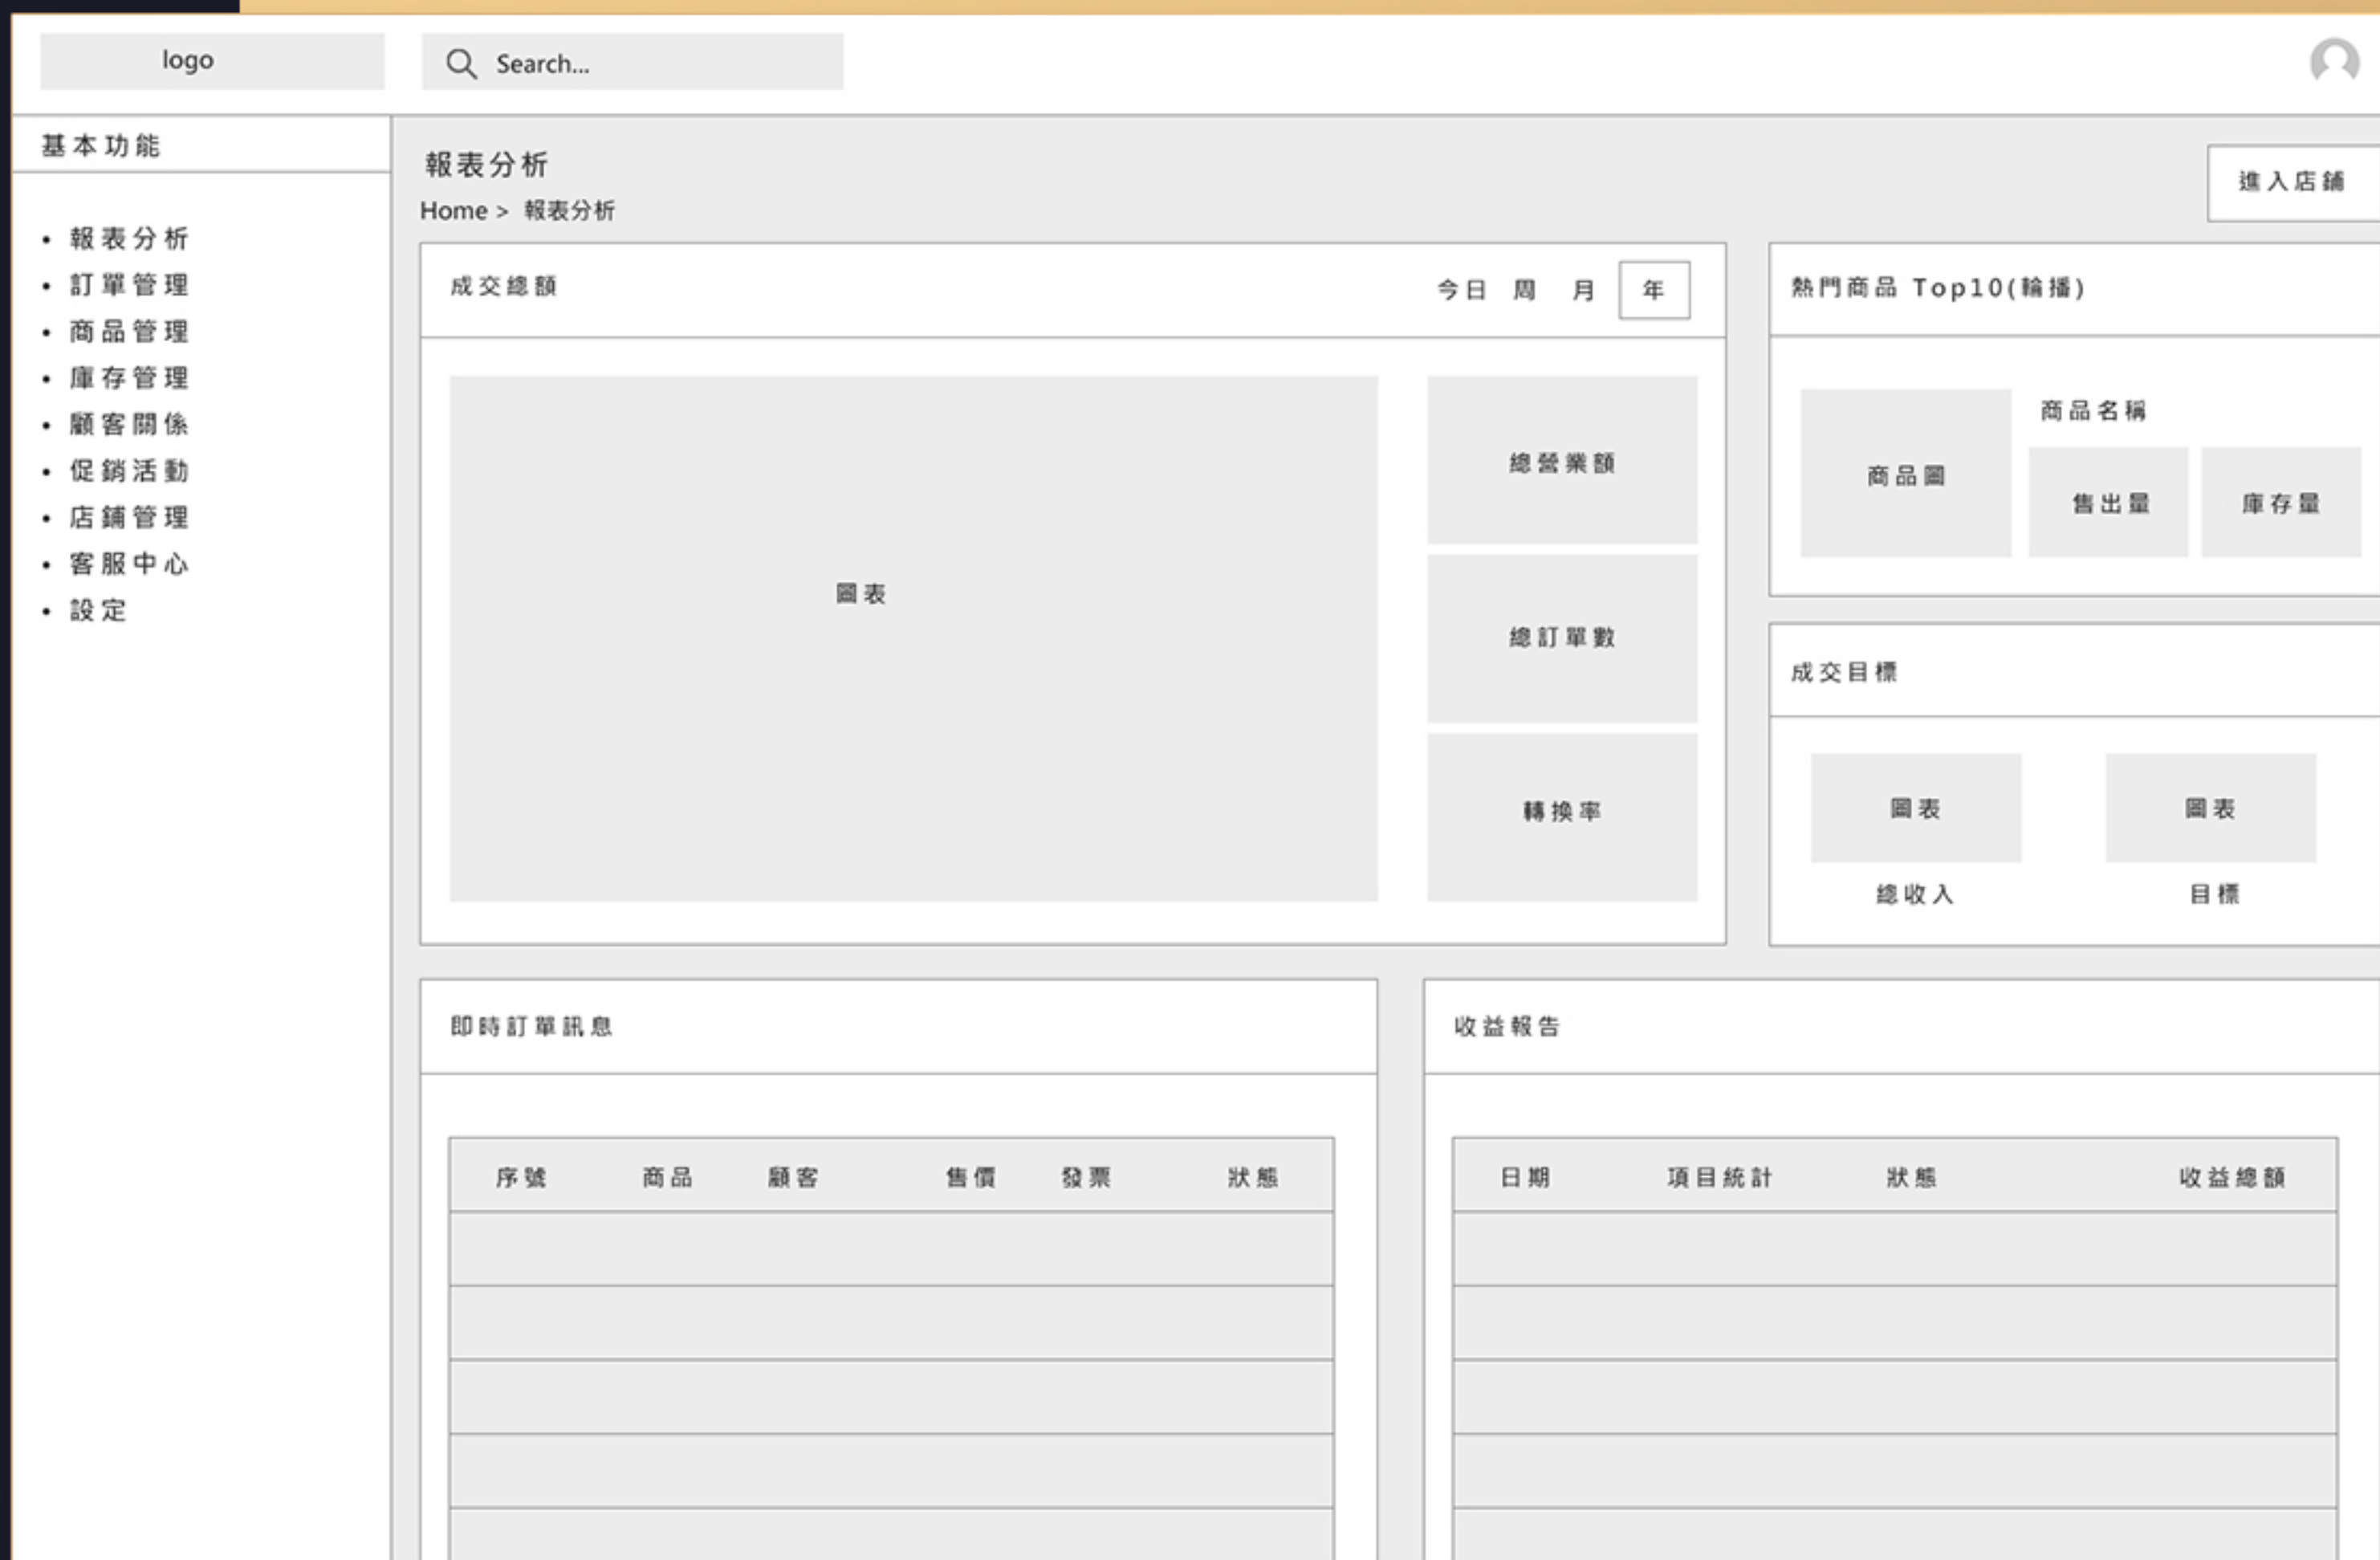 logo
Search...
基本功能
報表分析
訂單管理
商品管理
庫存管理
顧客關係
促銷活動
店鋪管理
客服中心
設定
報表分析
Home > 報表分析
進入店鋪
成交總額
今日 周 月 年
圖表
總營業額
總訂單數
轉換率
熱門商品 Top10(輪播)
商品圖
商品名稱
售出量 庫存量
成交目標
圖表 圖表
總收入 目標
即時訂單訊息
序號 商品 顧客 售價 發票 狀態
收益報告
日期 項目統計 狀態 收益總額